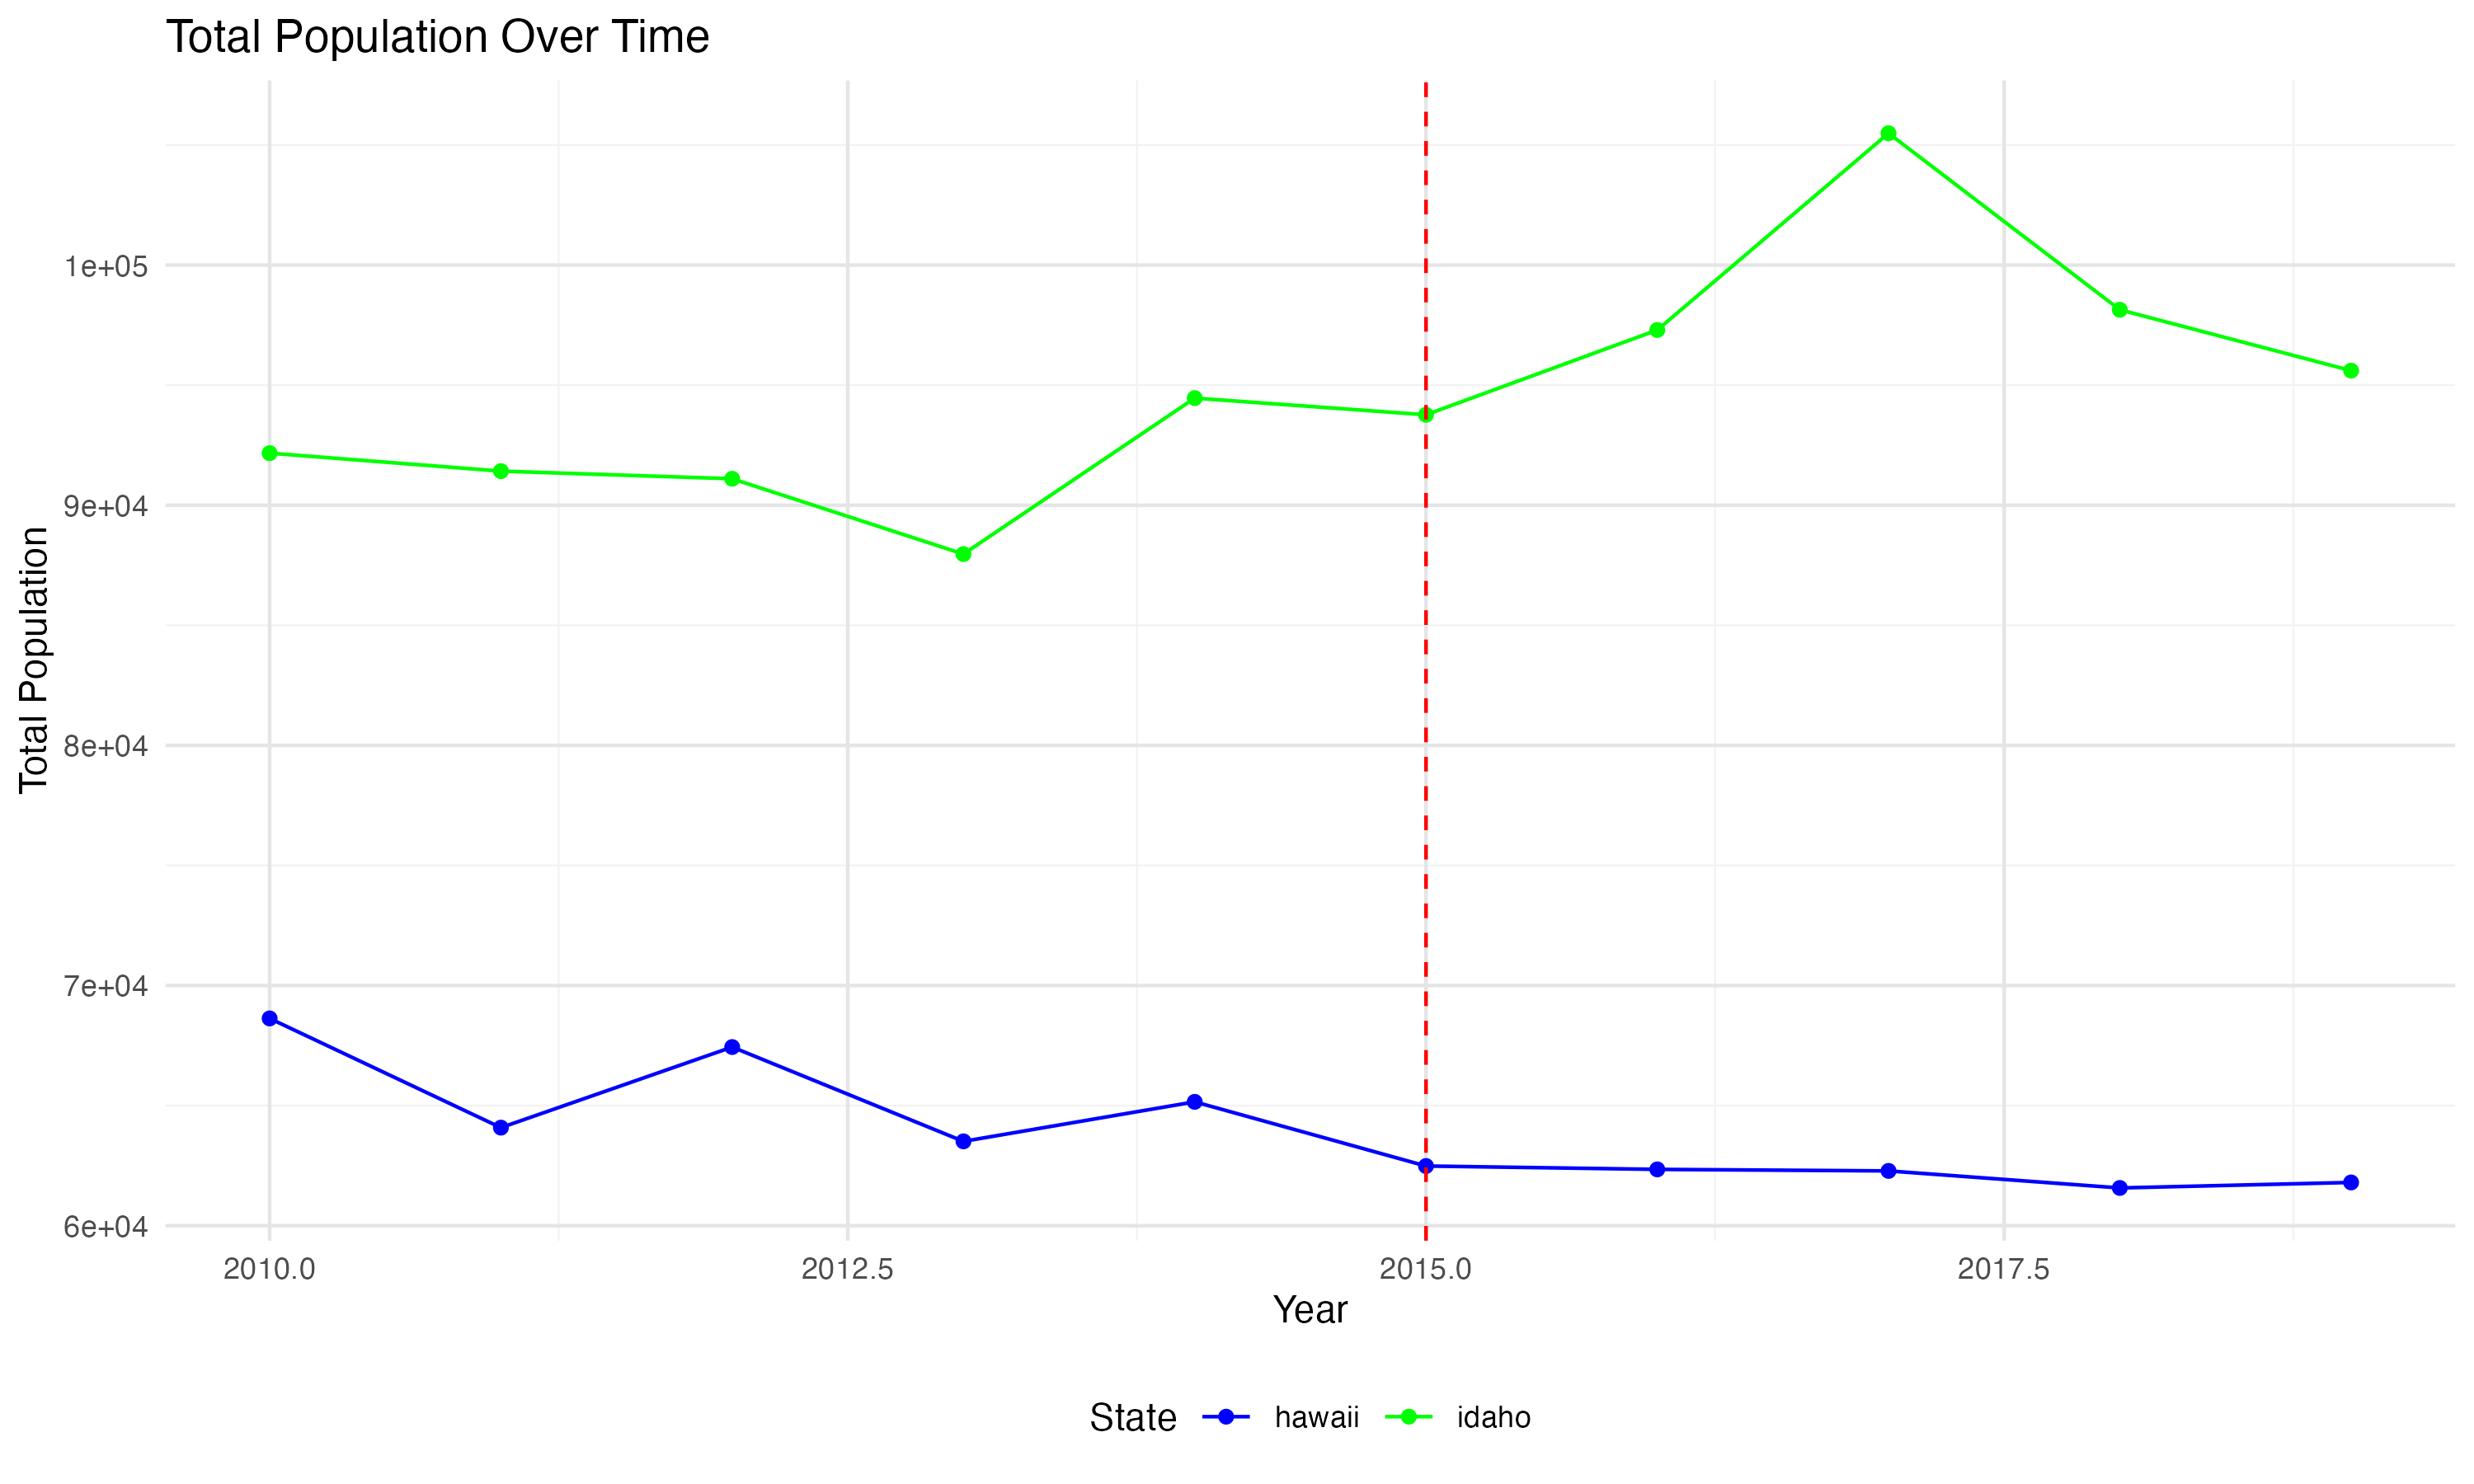 Total Population Over Time
Total Population
1e+05
9e+04
8e+04
7e+04
6e+04
2010.0 2012.5 2015.0 2017.5
Year
State hawaii idaho